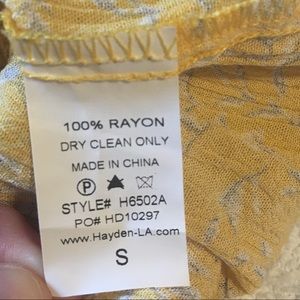 100% RAYON
DRY CLEAN ONLY
MADE IN CHINA
P
STYLE# H6502A
PO# HD10297
www.Hayden-LA.com
S